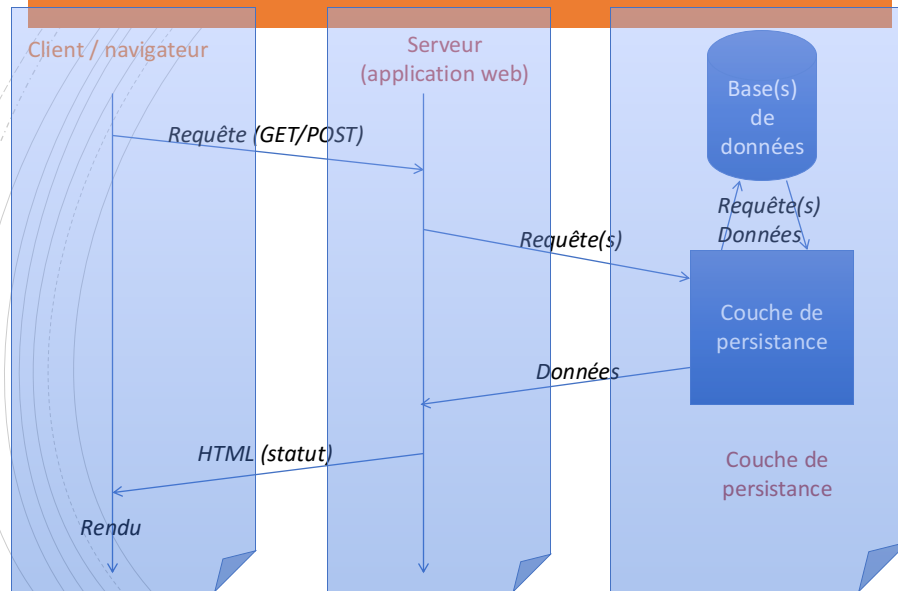 Client / navigateur
Serveur
(application web)
Base(s)
de
données
Requête (GET/POST)
Requête(s)
Données
Requête(s)
Couche de
persistance
Données
HTML (statut)
Couche de
persistance
Rendu